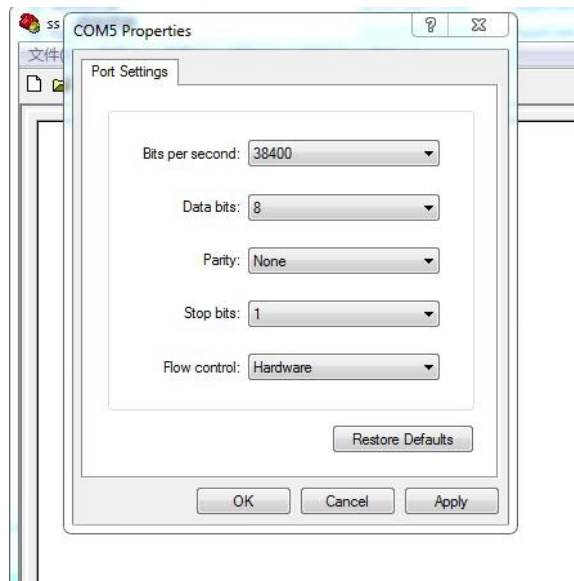 ss
COM5 Properties
文件(
Port Settings
Bits per second: 38400
Data bits: 8
Parity: None
Stop bits: 1
Flow control: Hardware
Restore Defaults
OK Cancel Apply